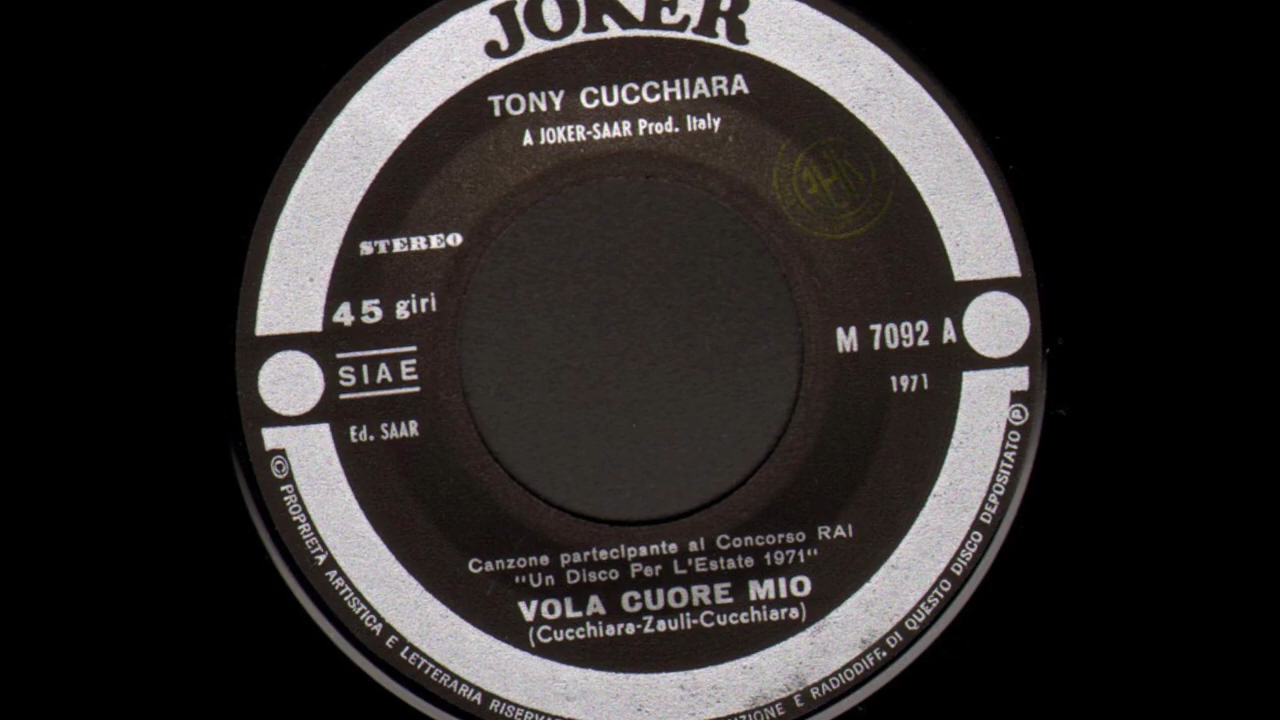 JOKER
TONY CUCCHIARA
A JOKER-SAAR Prod. Italy
STEREO
45 giri
SIAE
Ed. SAAR
M 7092 A
1971
Canzone partecipante al Concorso RAI
"Un Disco Per L'Estate 1971"
VOLA CUORE MIO
(Cucchiara-Zauli-Cucchiara)
© PROPRIETÀ ARTISTICA E LETTERARIA
E RADIODIFF. DI QUESTO DISCO DEPOSITATO Ⓟ